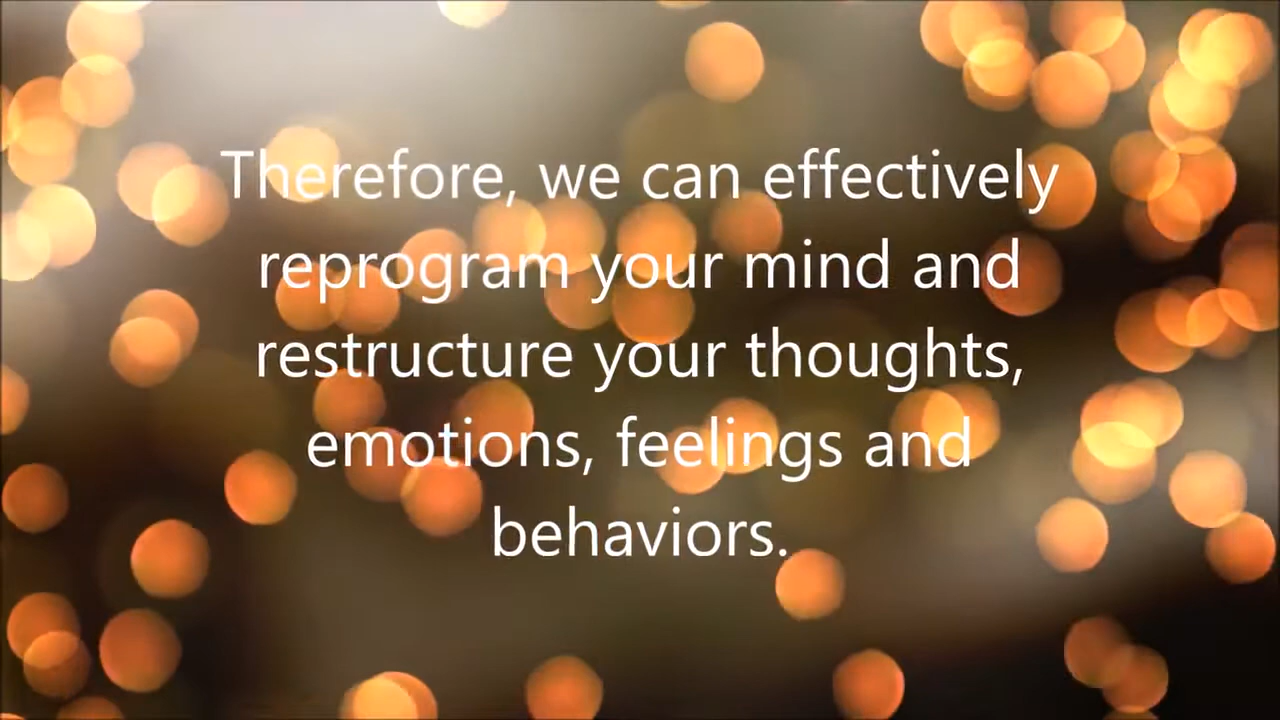 Therefore, we can effectively
reprogram your mind and
restructure your thoughts,
emotions, feelings and
behaviors.